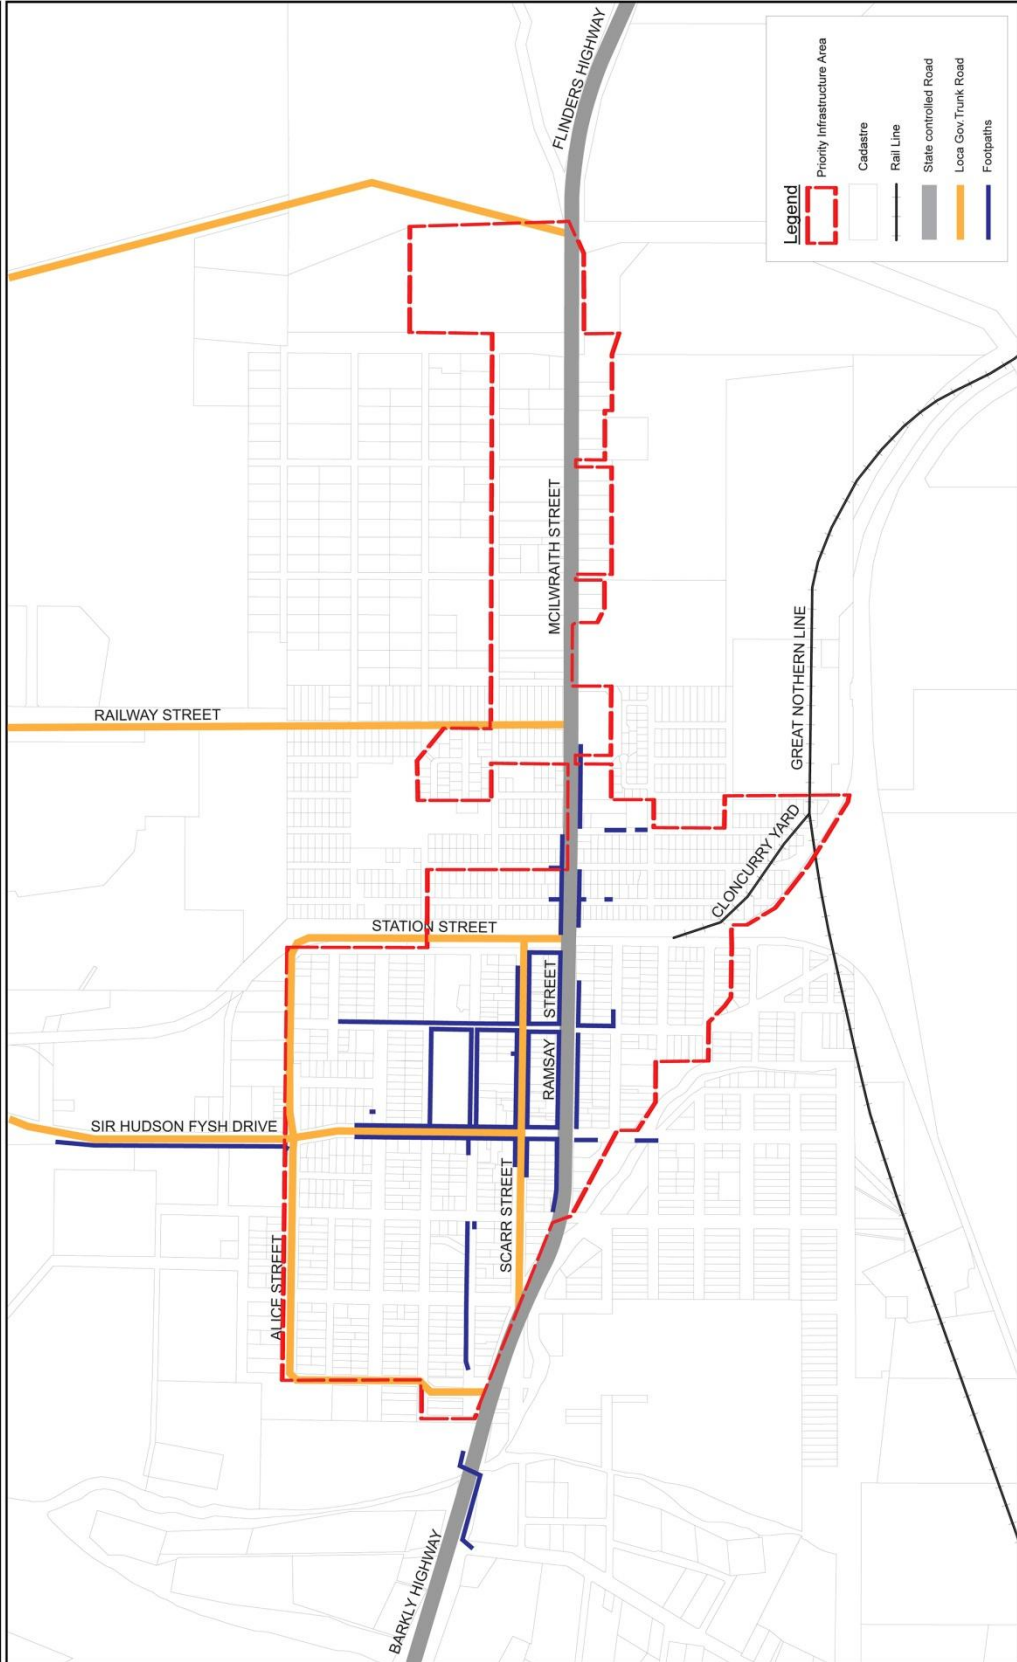 FLINDERS HIGHWAY
Legend
Priority Infrastructure Area
Cadastre
Rail Line
State controlled Road
Loca Gov.Trunk Road
Footpaths
MCILWRAITH STREET
RAILWAY STREET
GREAT NOTHERN LINE
CLONCURRY YARD
STATION STREET
RAMSAY STREET
SIR HUDSON FYSH DRIVE
SCARR STREET
ALICE STREET
BARKLY HIGHWAY